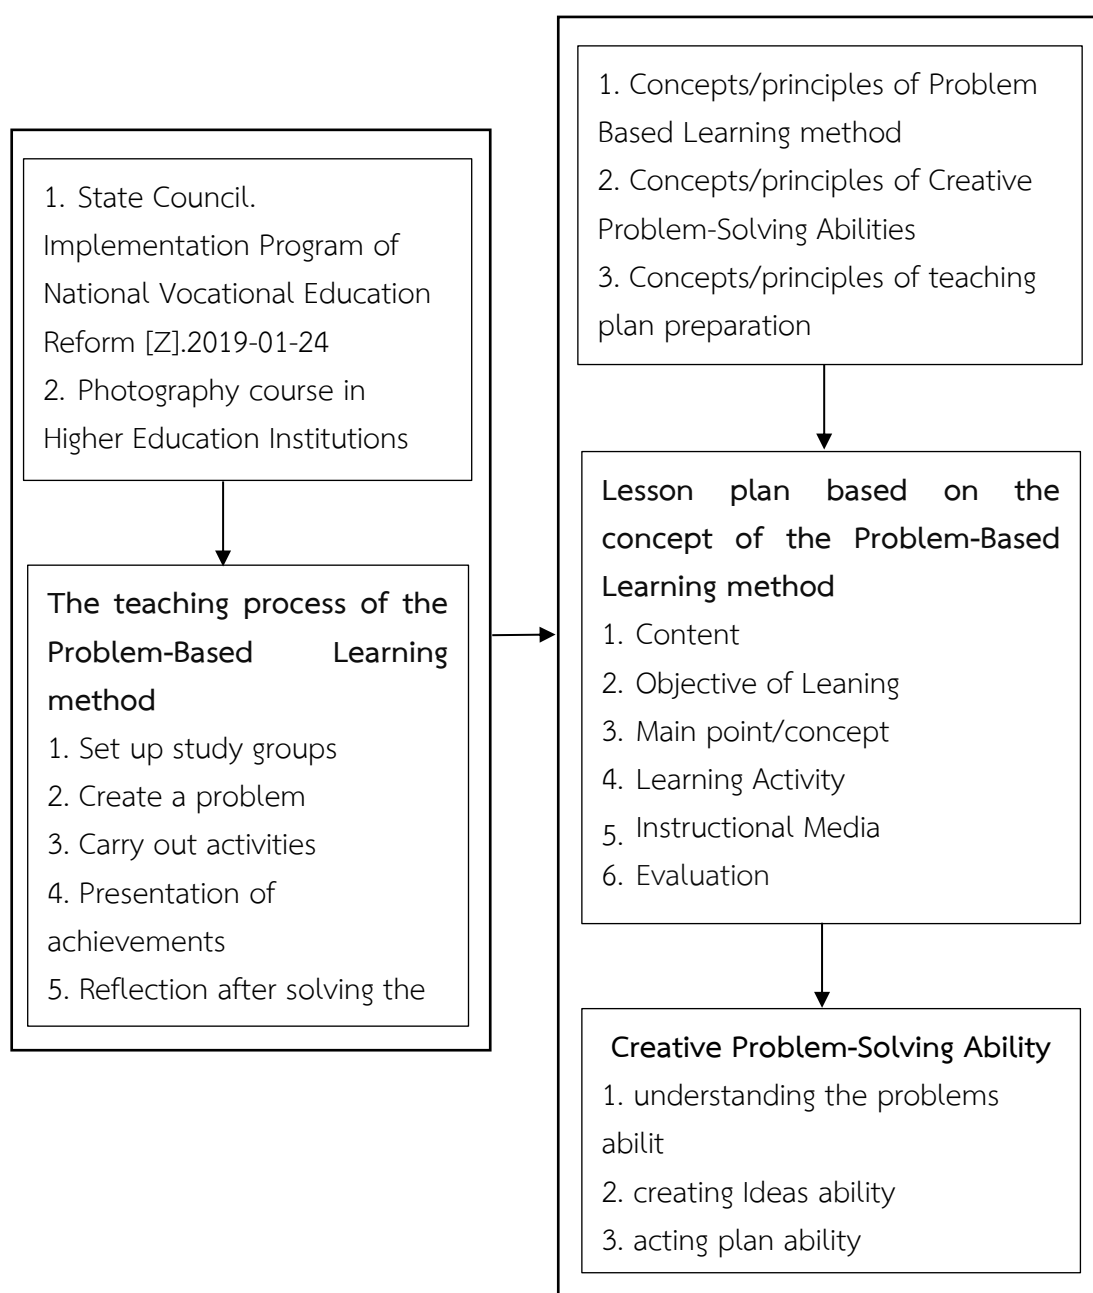 1. State Council.
Implementation Program of
National Vocational Education
Reform [Z].2019-01-24
2. Photography course in
Higher Education Institutions
The teaching process of the
Problem-Based Learning
method
1. Set up study groups
2. Create a problem
3. Carry out activities
4. Presentation of
achievements
5. Reflection after solving the
1. Concepts/principles of Problem
Based Learning method
2. Concepts/principles of Creative
Problem-Solving Abilities
3. Concepts/principles of teaching
plan preparation
Lesson plan based on the
concept of the Problem-Based
Learning method
1. Content
2. Objective of Leaning
3. Main point/concept
4. Learning Activity
5. Instructional Media
6. Evaluation
Creative Problem-Solving Ability
1. understanding the problems
abilit
2. creating Ideas ability
3. acting plan ability